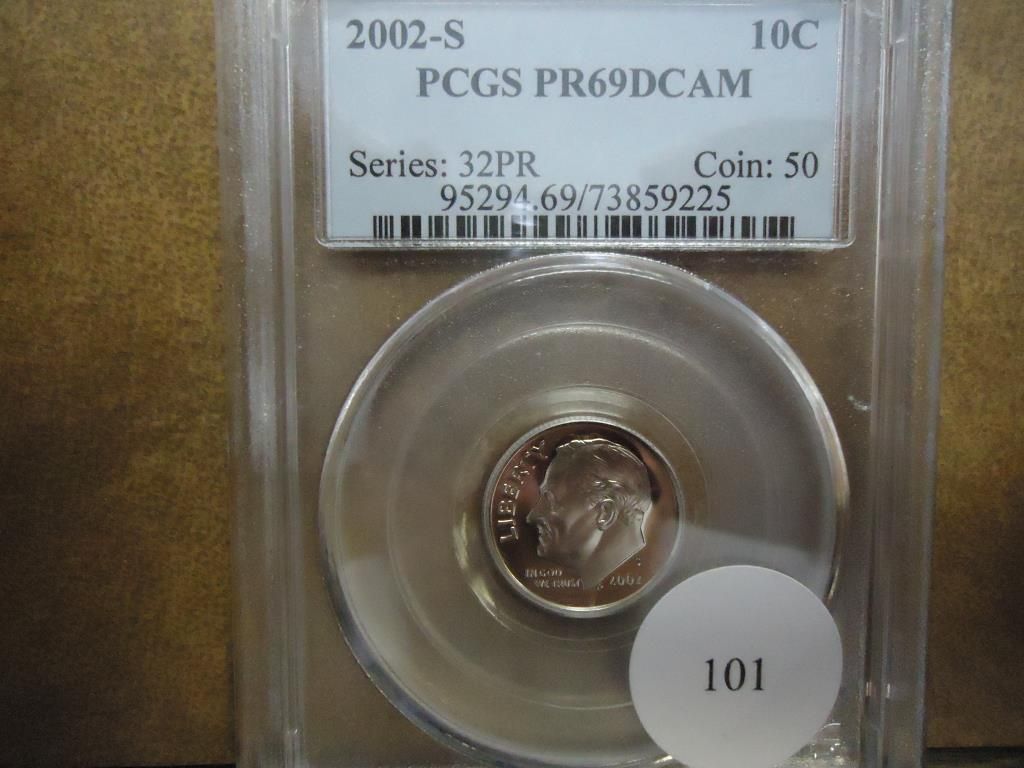 2002-S 10C
PCGS PR69DCAM
Series: 32PR Coin: 50
95294.69/73859225
LIBERTY
IN GOD
WE TRUST
2002
101